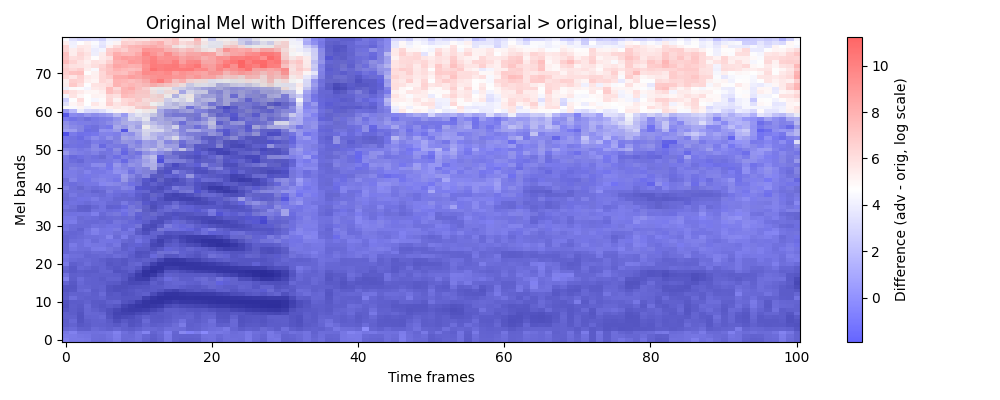 Original Mel with Differences (red=adversarial > original, blue=less)
Mel bands
70
60
50
40
30
20
10
0
0 20 40 60 80 100
Time frames
10
8
6
4
2
0
Difference (adv - orig, log scale)